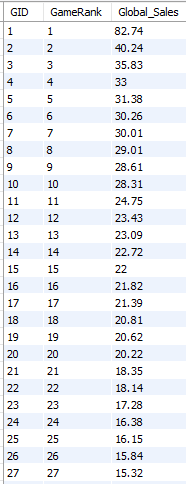 GID GameRank Global_Sales
1 1 82.74
2 2 40.24
3 3 35.83
4 4 33
5 5 31.38
6 6 30.26
7 7 30.01
8 8 29.01
9 9 28.61
10 10 28.31
11 11 24.75
12 12 23.43
13 13 23.09
14 14 22.72
15 15 22
16 16 21.82
17 17 21.39
18 18 20.81
19 19 20.62
20 20 20.22
21 21 18.35
22 22 18.14
23 23 17.28
24 24 16.38
25 25 16.15
26 26 15.84
27 27 15.32